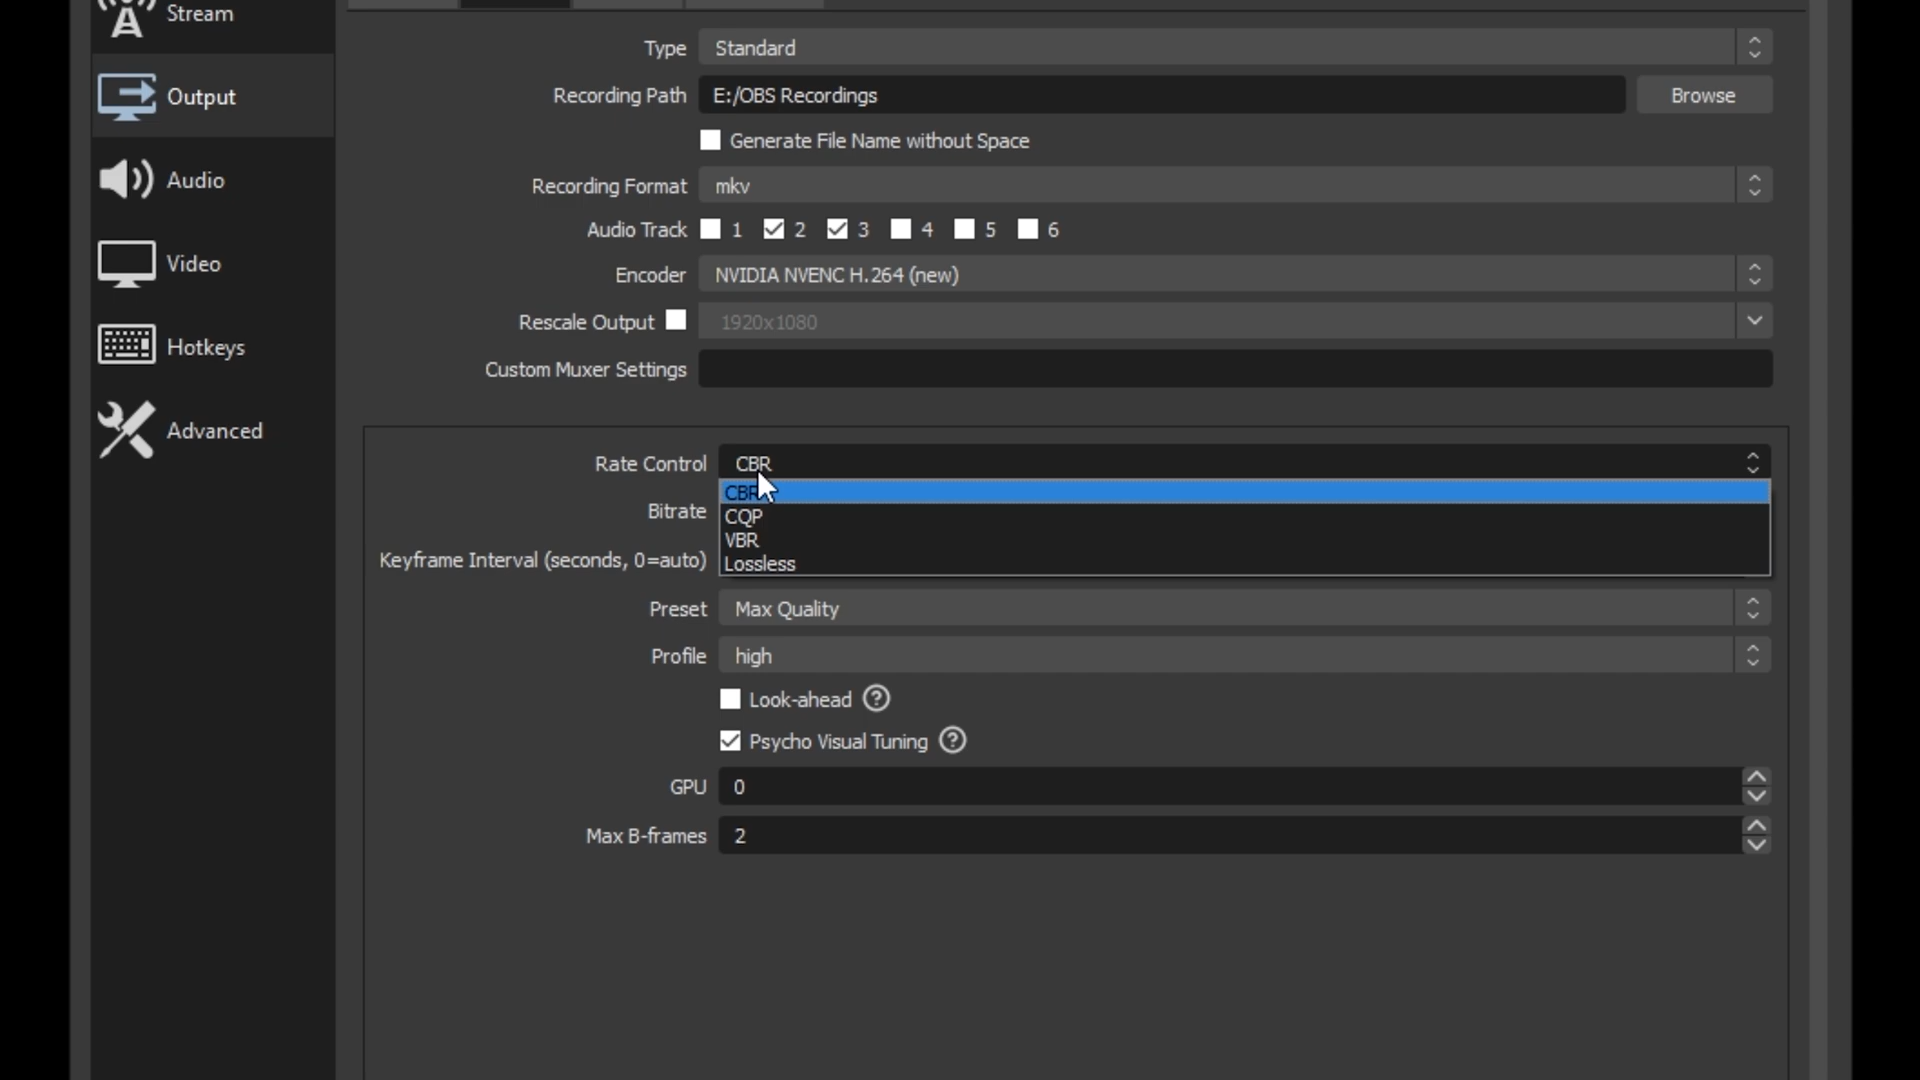 Stream
Output
Audio
Video
Hotkeys
Advanced
Type Standard
Recording Path E:/OBS Recordings Browse
Generate File Name without Space
Recording Format mkv
Audio Track 1 2 3 4 5 6
Encoder NVIDIA NVENC H.264 (new)
Rescale Output 1920x1080
Custom Muxer Settings
Rate Control CBR
CBR
Bitrate
CQP
VBR
Keyframe Interval (seconds, 0=auto)
Lossless
Preset Max Quality
Profile high
Look-ahead ?
Psycho Visual Tuning ?
GPU 0
Max B-frames 2